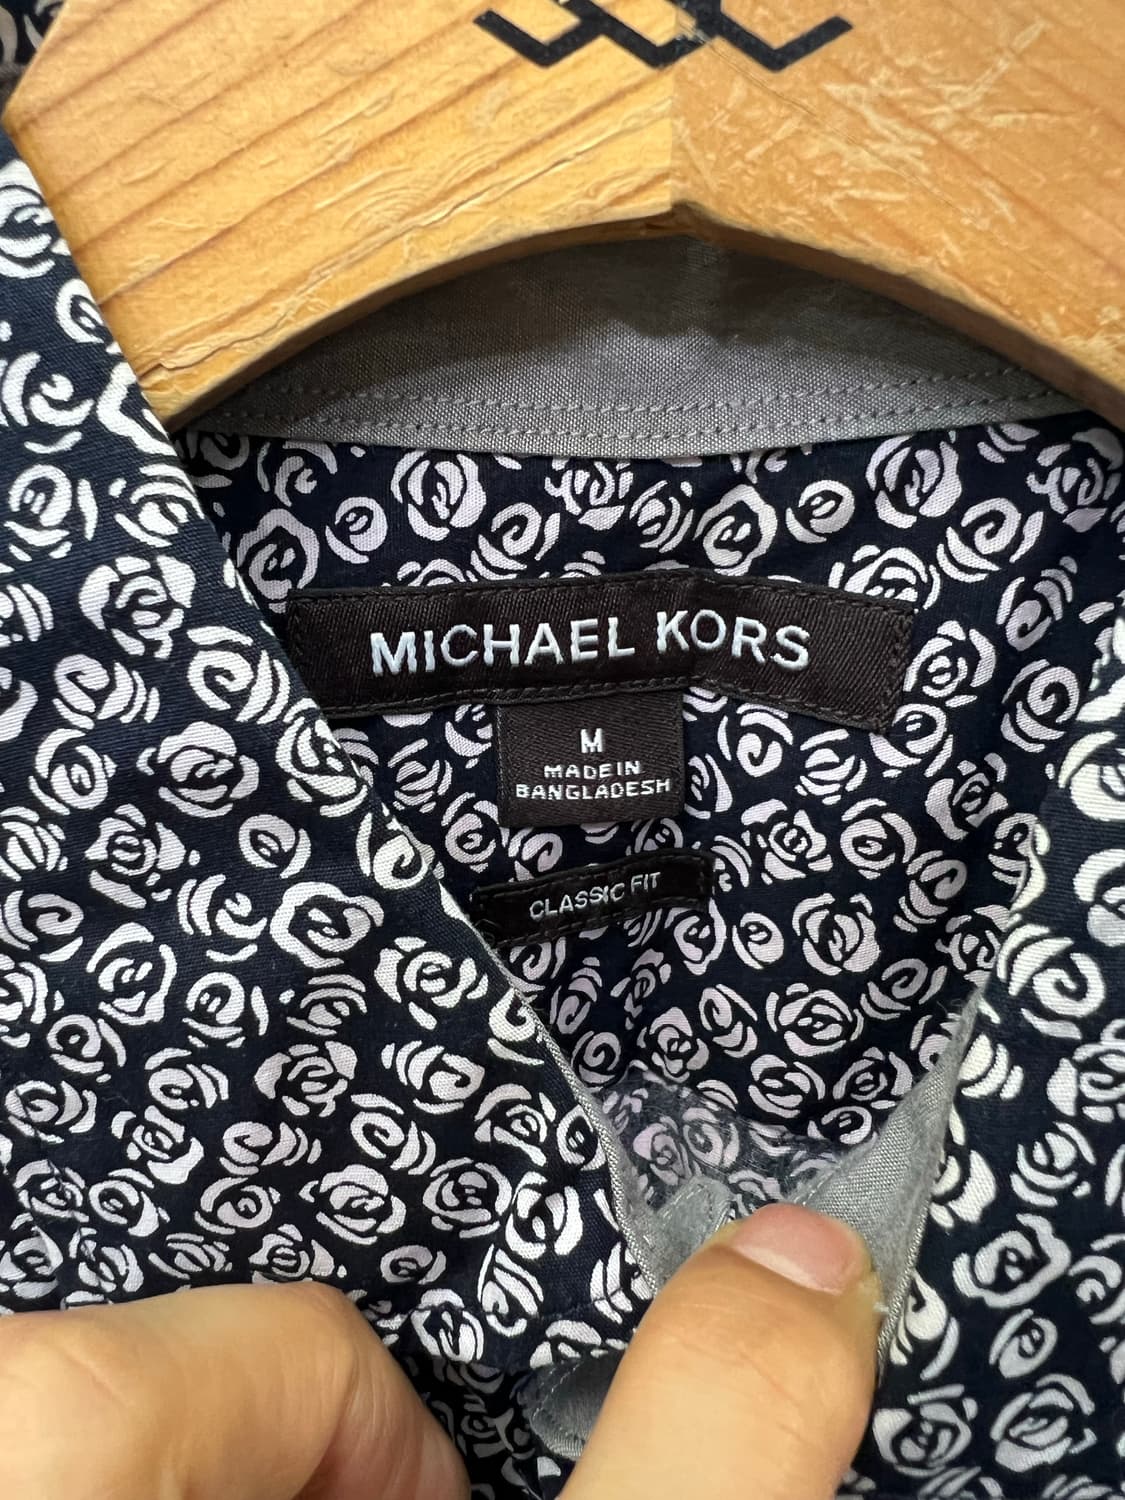 MICHAEL KORS
M
MADE IN
BANGLADESH
CLASSIC FIT